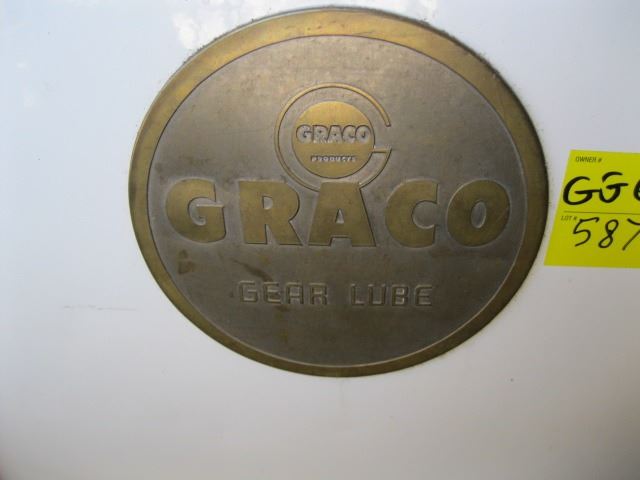 GRACO
PRODUCTS
GRACO
GEAR LUBE
OWNER #
GG
LOT #
587